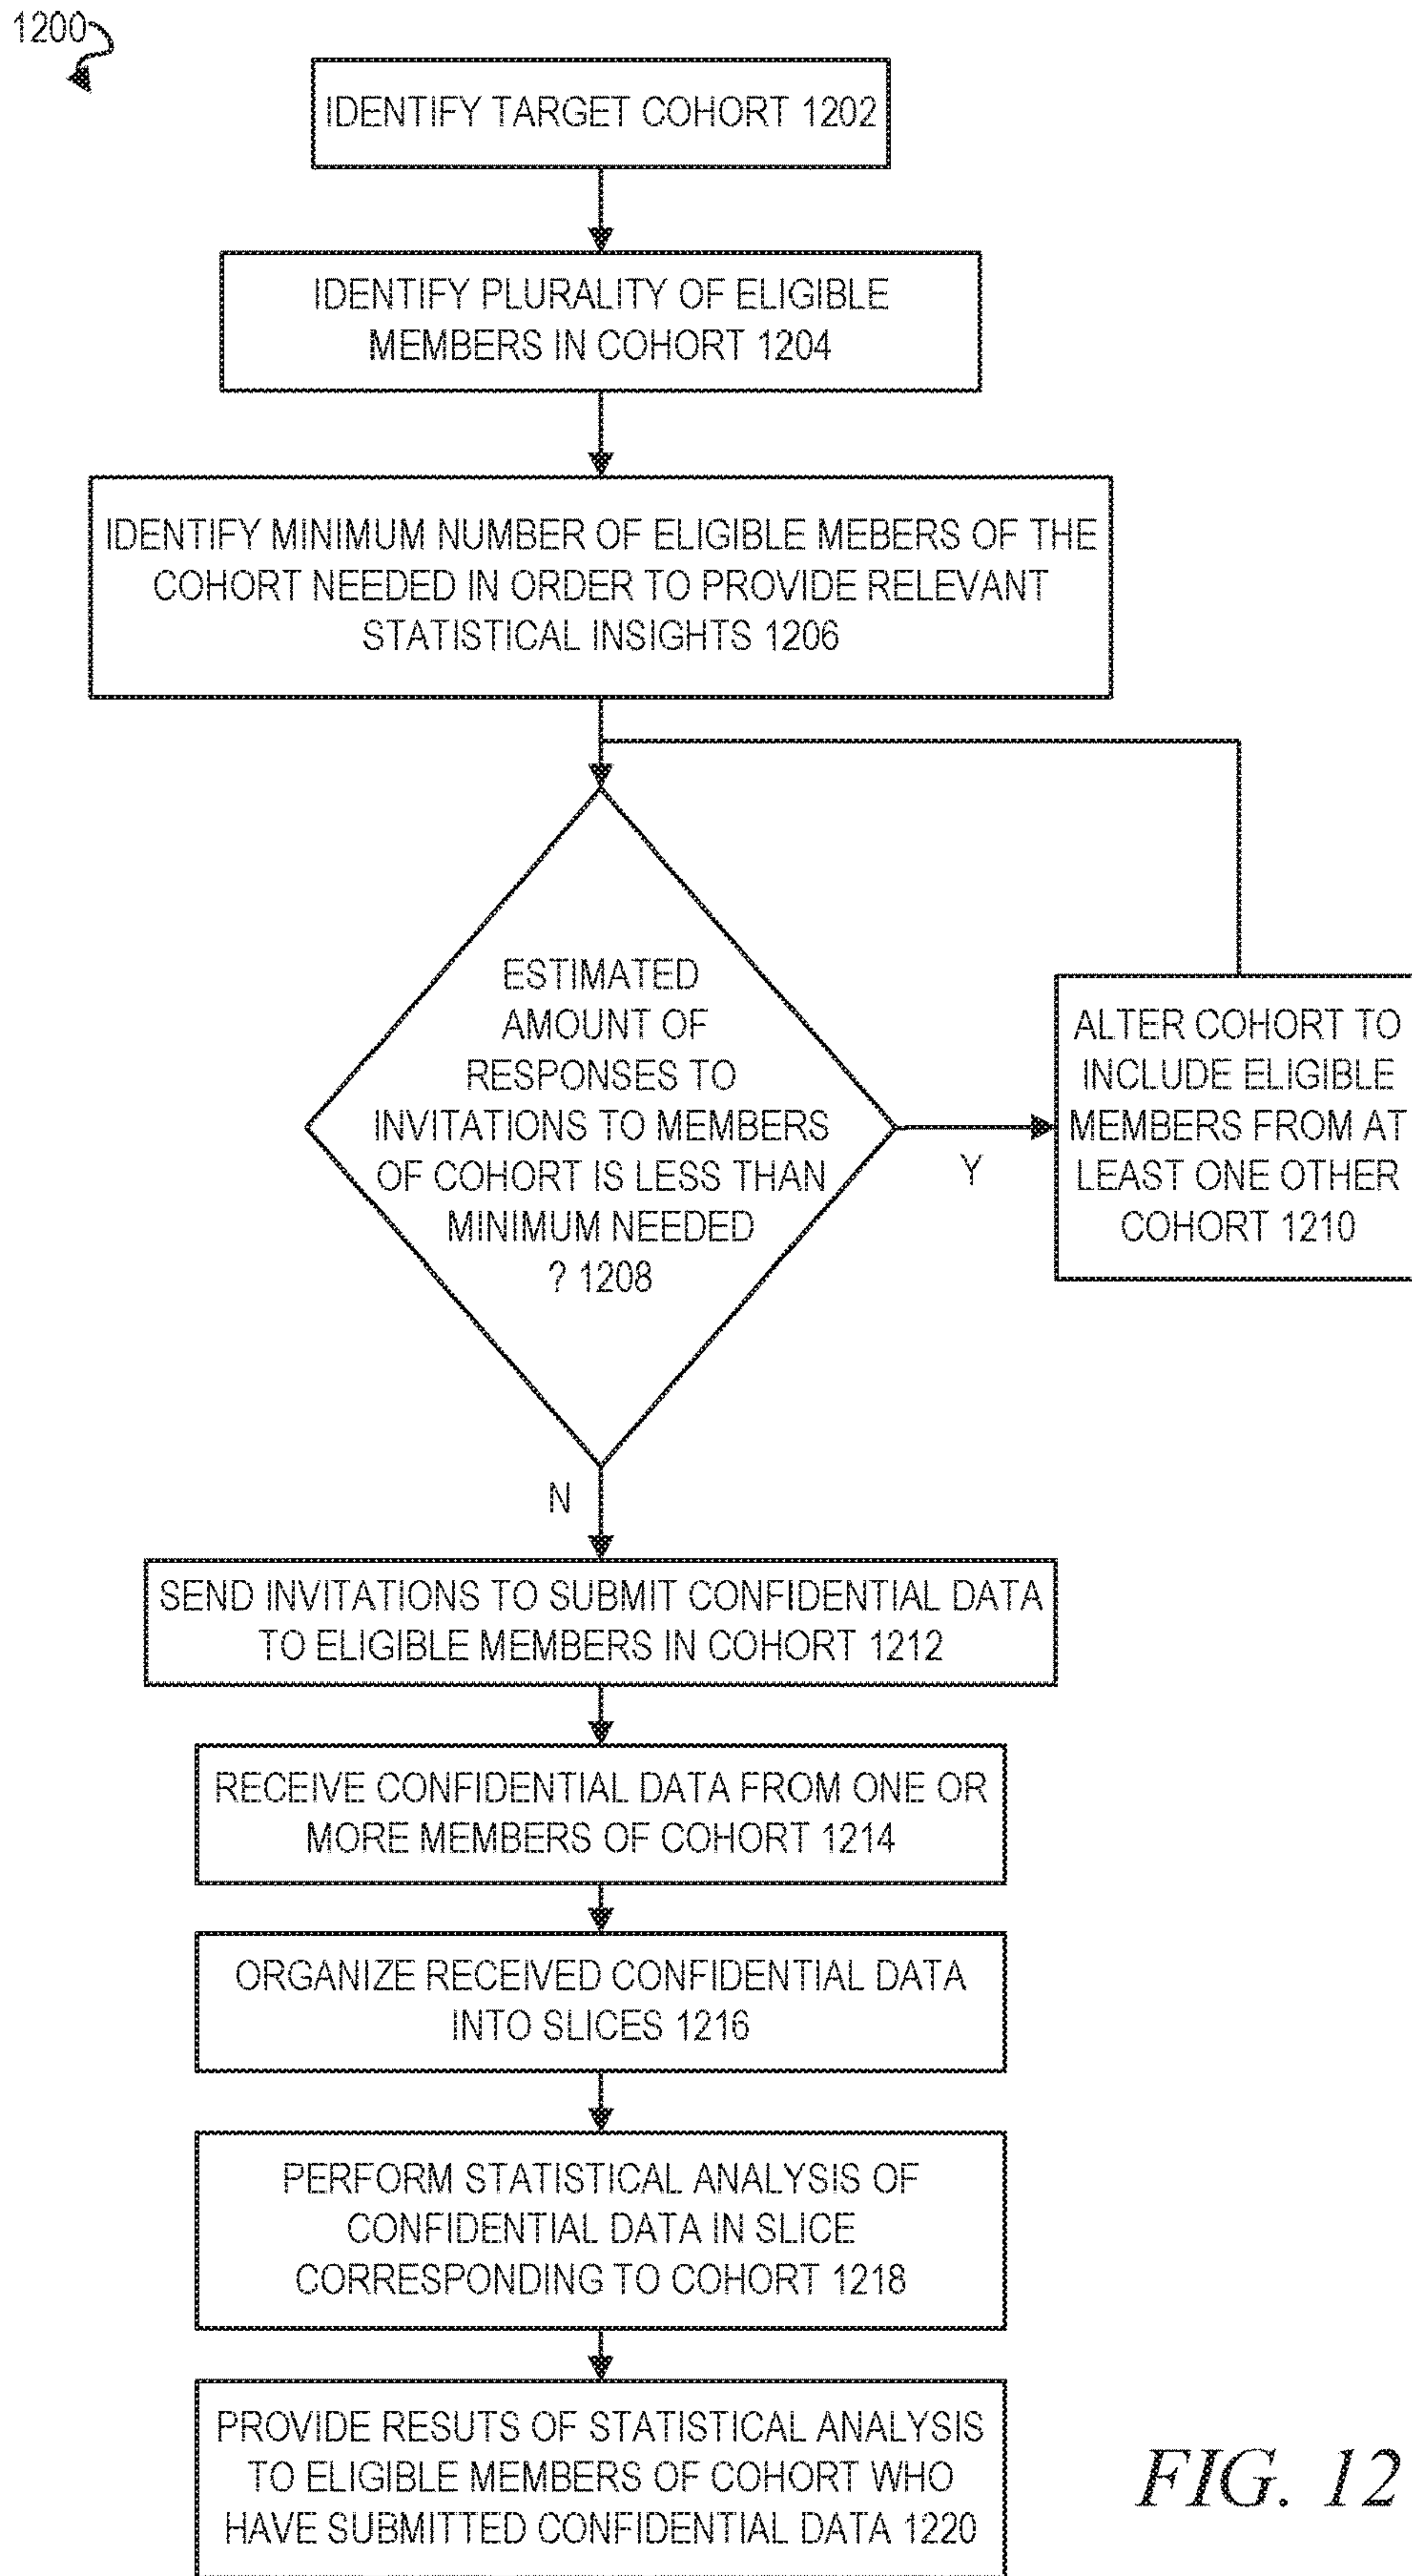 1200
IDENTIFY TARGET COHORT 1202
IDENTIFY PLURALITY OF ELIGIBLE
MEMBERS IN COHORT 1204
IDENTIFY MINIMUM NUMBER OF ELIGIBLE MEBERS OF THE
COHORT NEEDED IN ORDER TO PROVIDE RELEVANT
STATISTICAL INSIGHTS 1206
ESTIMATED
AMOUNT OF
RESPONSES TO
INVITATIONS TO MEMBERS
OF COHORT IS LESS THAN
MINIMUM NEEDED
? 1208
Y
ALTER COHORT TO
INCLUDE ELIGIBLE
MEMBERS FROM AT
LEAST ONE OTHER
COHORT 1210
N
SEND INVITATIONS TO SUBMIT CONFIDENTIAL DATA
TO ELIGIBLE MEMBERS IN COHORT 1212
RECEIVE CONFIDENTIAL DATA FROM ONE OR
MORE MEMBERS OF COHORT 1214
ORGANIZE RECEIVED CONFIDENTIAL DATA
INTO SLICES 1216
PERFORM STATISTICAL ANALYSIS OF
CONFIDENTIAL DATA IN SLICE
CORRESPONDING TO COHORT 1218
PROVIDE RESUTS OF STATISTICAL ANALYSIS
TO ELIGIBLE MEMBERS OF COHORT WHO
HAVE SUBMITTED CONFIDENTIAL DATA 1220
FIG. 12